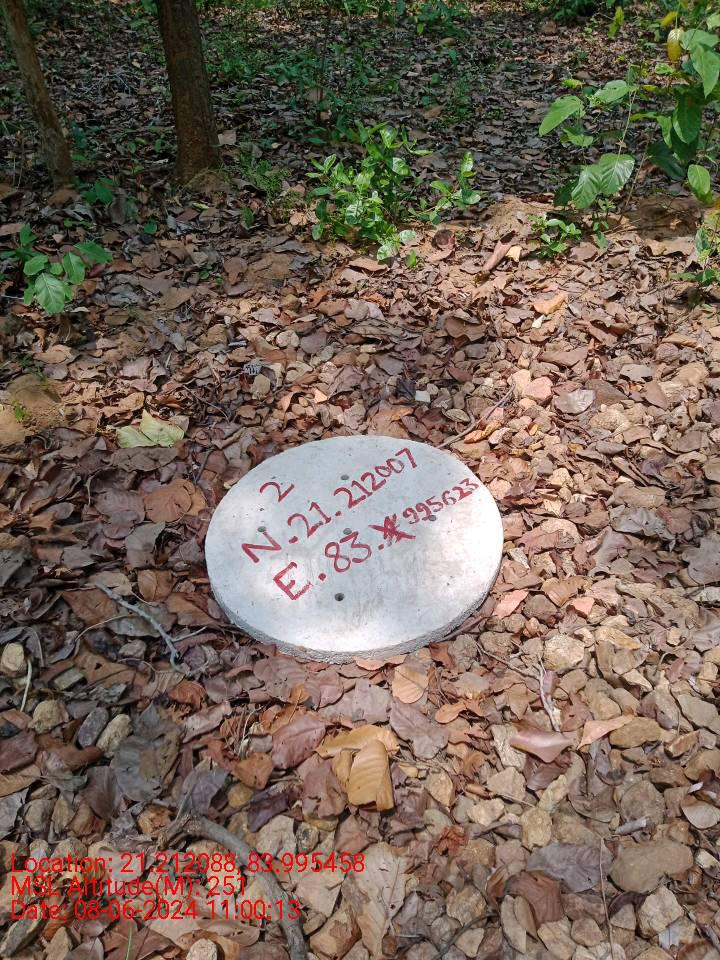 2
N.21.212007
E.83.995623
Location: 21.212088, 83.995458
MSL Altitude(M): 251
Date: 08-06-2024 11:00:13